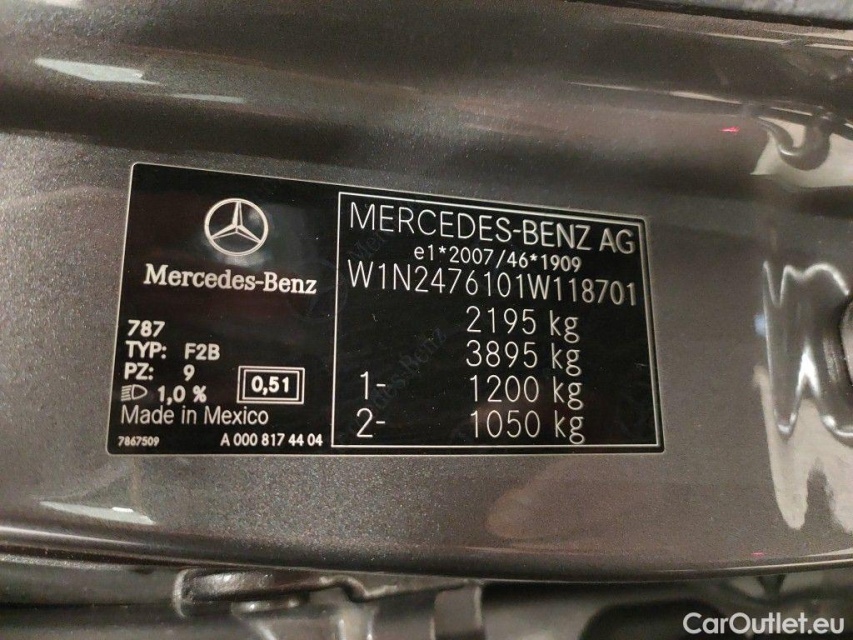 Mercedes-Benz
787
TYP: F2B
PZ: 9
1,0 %
0,51
Made in Mexico
7867509 A 000 817 44 04
MERCEDES-BENZ AG
e1*2007/46*1909
W1N2476101W118701
2195 kg
3895 kg
1- 1200 kg
2- 1050 kg
CarOutlet.eu